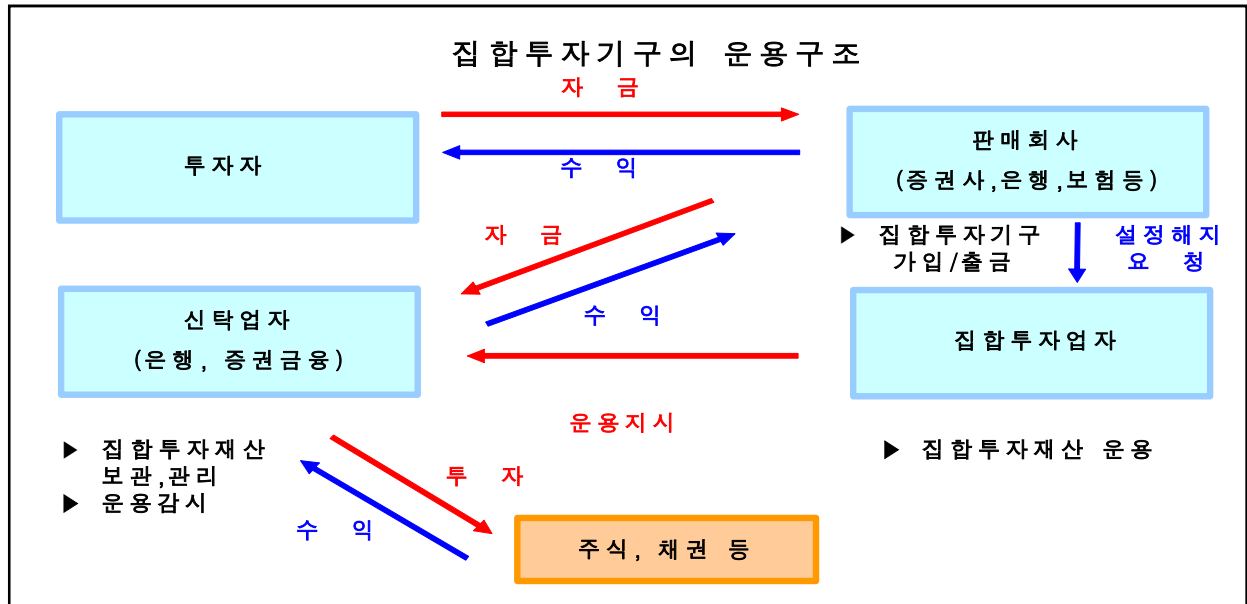 집합투자기구의 운용구조
자 금
투자자
수 익
판매회사
(증권사,은행,보험등)
자 금
▶ 집합투자기구
가입/출금
설정해지
요 청
신탁업자
(은행, 증권금융)
수 익
집합투자업자
운용지시
▶ 집합투자재산
보관,관리
▶ 운용감시
▶ 집합투자재산 운용
투 자
수 익
주식, 채권 등